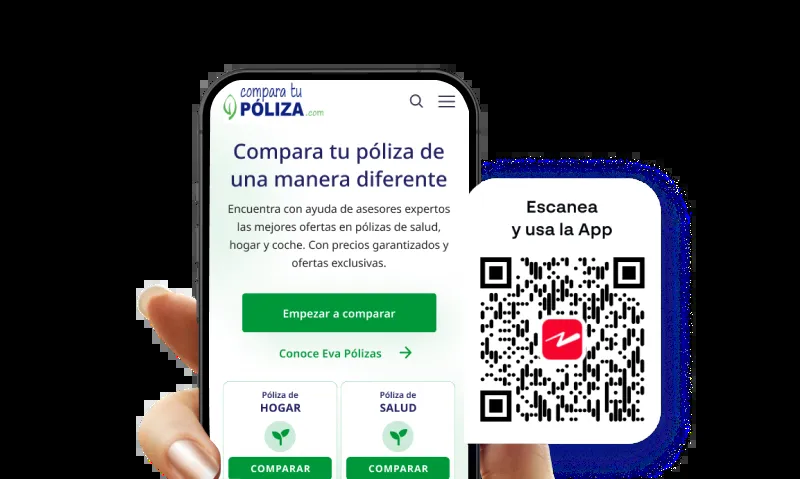 compara tu
PÓLIZA.com
Compara tu póliza de
una manera diferente
Encuentra con ayuda de asesores expertos
las mejores ofertas en pólizas de salud,
hogar y coche. Con precios garantizados y
ofertas exclusivas.
Empezar a comparar
Conoce Eva Pólizas →
Póliza de
HOGAR
COMPARAR
Póliza de
SALUD
COMPARAR
Escanea
y usa la App